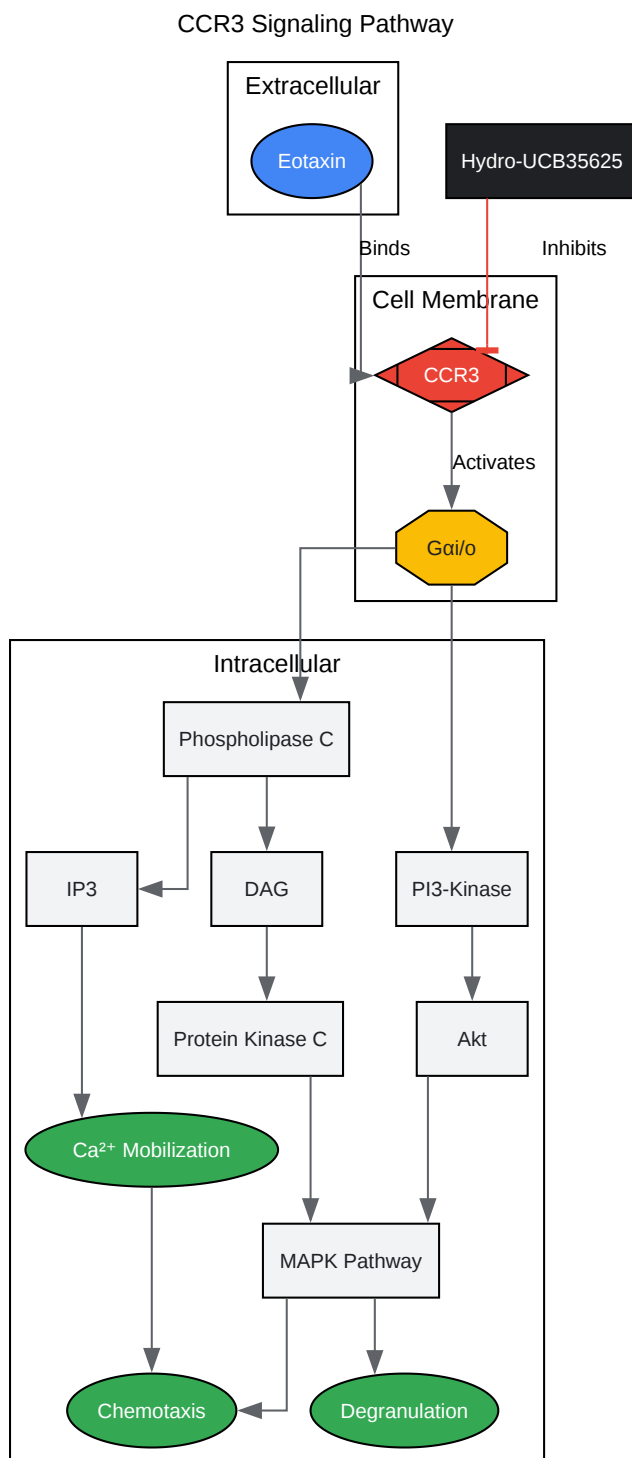 CCR3 Signaling Pathway
Extracellular
Eotaxin
Hydro-UCB35625
Binds
Inhibits
Cell Membrane
CCR3
Activates
Gαi/o
Intracellular
Phospholipase C
IP3
DAG
PI3-Kinase
Protein Kinase C
Akt
Ca²⁺ Mobilization
MAPK Pathway
Chemotaxis
Degranulation